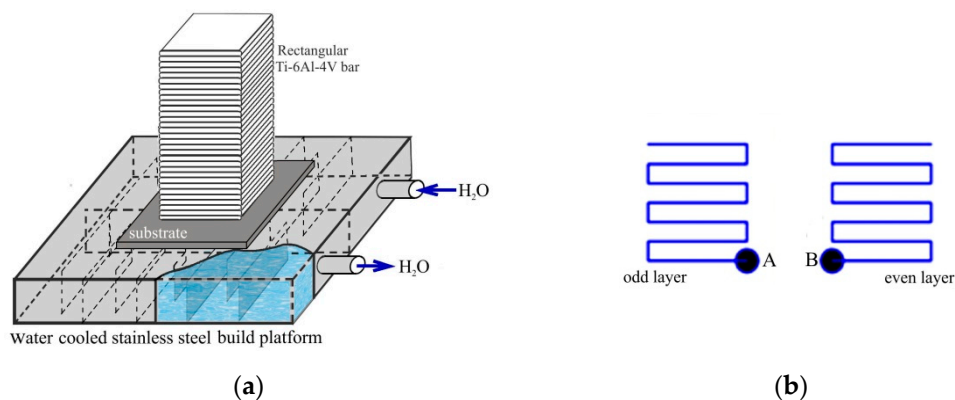 Rectangular
Ti-6Al-4V bar
H₂O
substrate
H₂O
Water cooled stainless steel build platform
(a)
A
B
odd layer
even layer
(b)